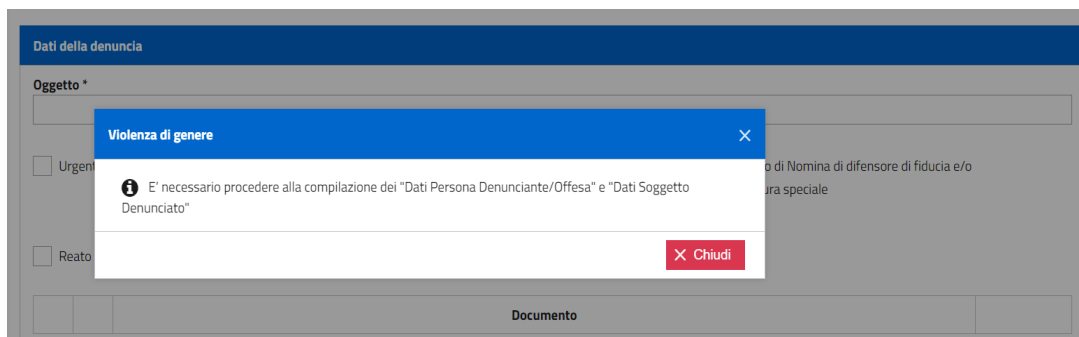 Dati della denuncia
Oggetto *
Violenza di genere
Urgent
o di Nomina di difensore di fiducia e/o
E' necessario procedere alla compilazione dei "Dati Persona Denunciante/Offesa" e "Dati Soggetto
ura speciale
Denunciato"
Chiudi
Reato
Documento